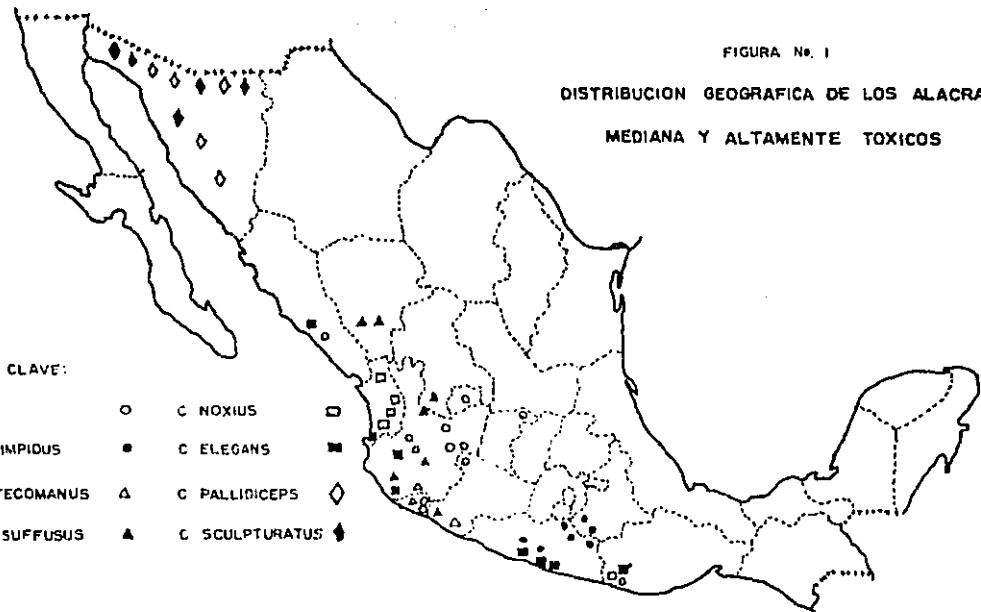 FIGURA No. 1
DISTRIBUCION GEOGRAFICA DE LOS ALACRA
MEDIANA Y ALTAMENTE TOXICOS
CLAVE:
C NOXIUS
IMPIDUS C ELEGANS
TECOMANUS C PALLIDICEPS
SUFFUSUS C SCULPTURATUS